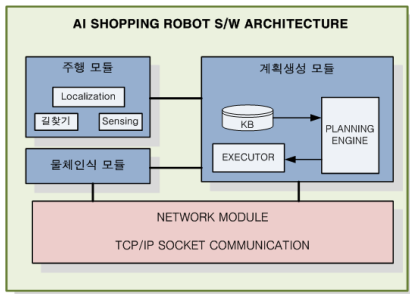 AI SHOPPING ROBOT S/W ARCHITECTURE
주행 모듈
Localization
길찾기
Sensing
물체인식 모듈
계획생성 모듈
KB
PLANNING
ENGINE
EXECUTOR
NETWORK MODULE
TCP/IP SOCKET COMMUNICATION